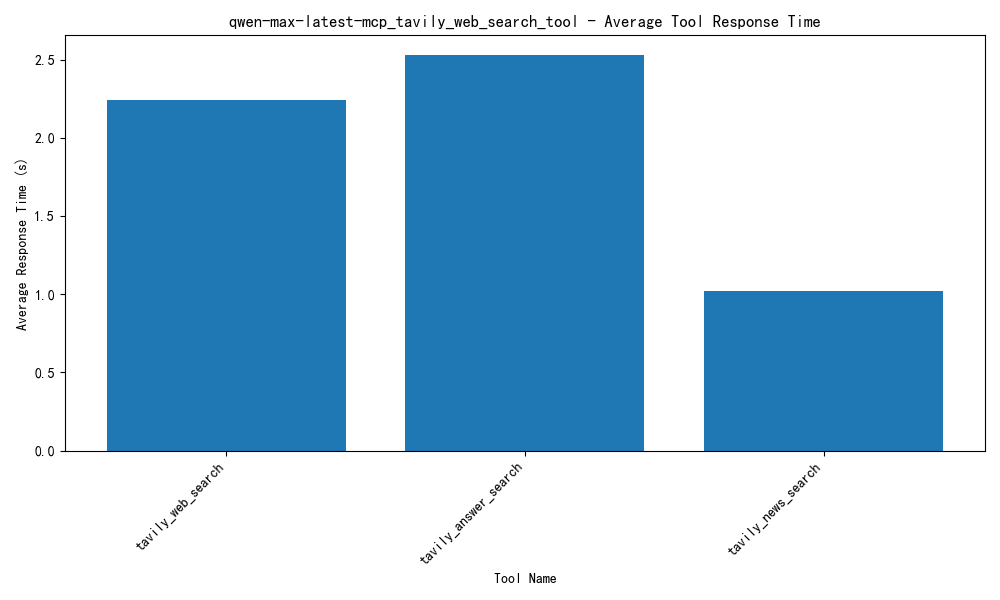 qwen-max-latest-mcp_tavily_web_search_tool - Average Tool Response Time
Average Response Time (s)
2.5
2.0
1.5
1.0
0.5
0.0
tavily_web_search
tavily_answer_search
tavily_news_search
Tool Name